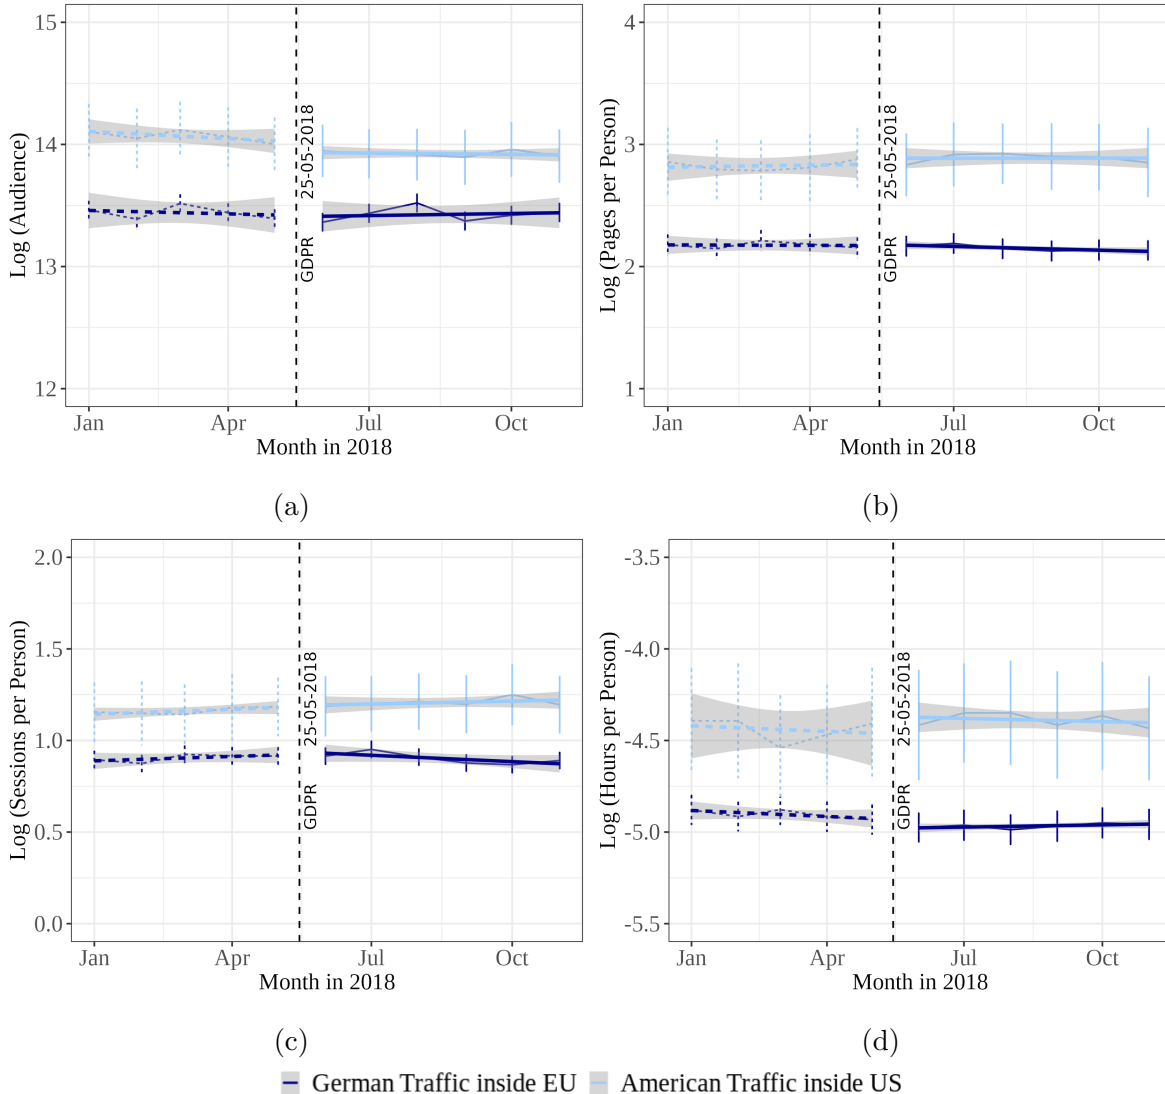 15
14
13
12
Log (Audience)
GDPR 25-05-2018
Jan Apr Jul Oct
Month in 2018
(a)
4
3
2
1
Log (Pages per Person)
GDPR 25-05-2018
Jan Apr Jul Oct
Month in 2018
(b)
2.0
1.5
1.0
0.5
0.0
Log (Sessions per Person)
GDPR 25-05-2018
Jan Apr Jul Oct
Month in 2018
(c)
-3.5
-4.0
-4.5
-5.0
-5.5
Log (Hours per Person)
GDPR 25-05-2018
Jan Apr Jul Oct
Month in 2018
(d)
German Traffic inside EU American Traffic inside US